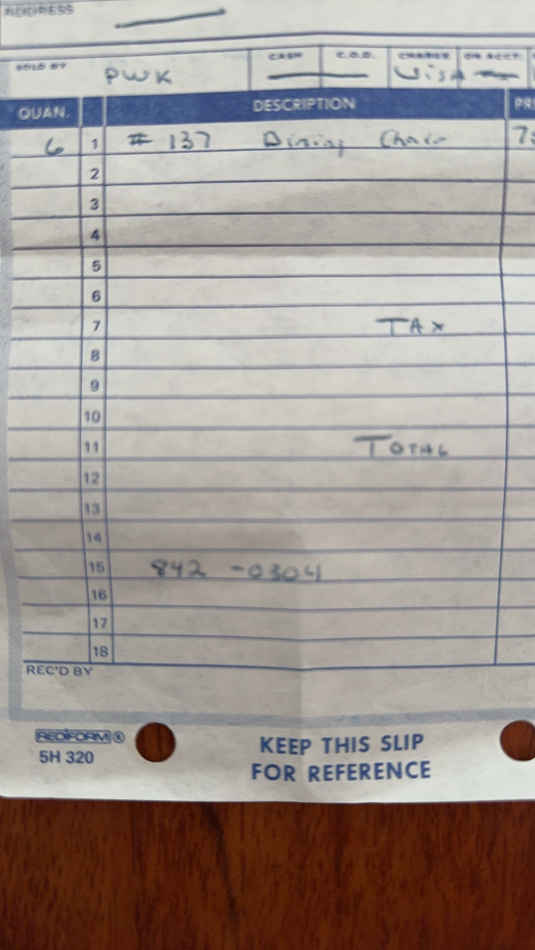 ADDRESS
SOLD BY PWK CASH C.O.D. CHARGE Visa ON ACCT.
QUAN. DESCRIPTION
6 1 # 137 Dining Chair
2
3
4
5
6
7 TAX
8
9
10
11 TOTAL
12
13
14
15 842 -0304
16
17
18
REC'D BY
REDIFORM®
5H 320
KEEP THIS SLIP
FOR REFERENCE